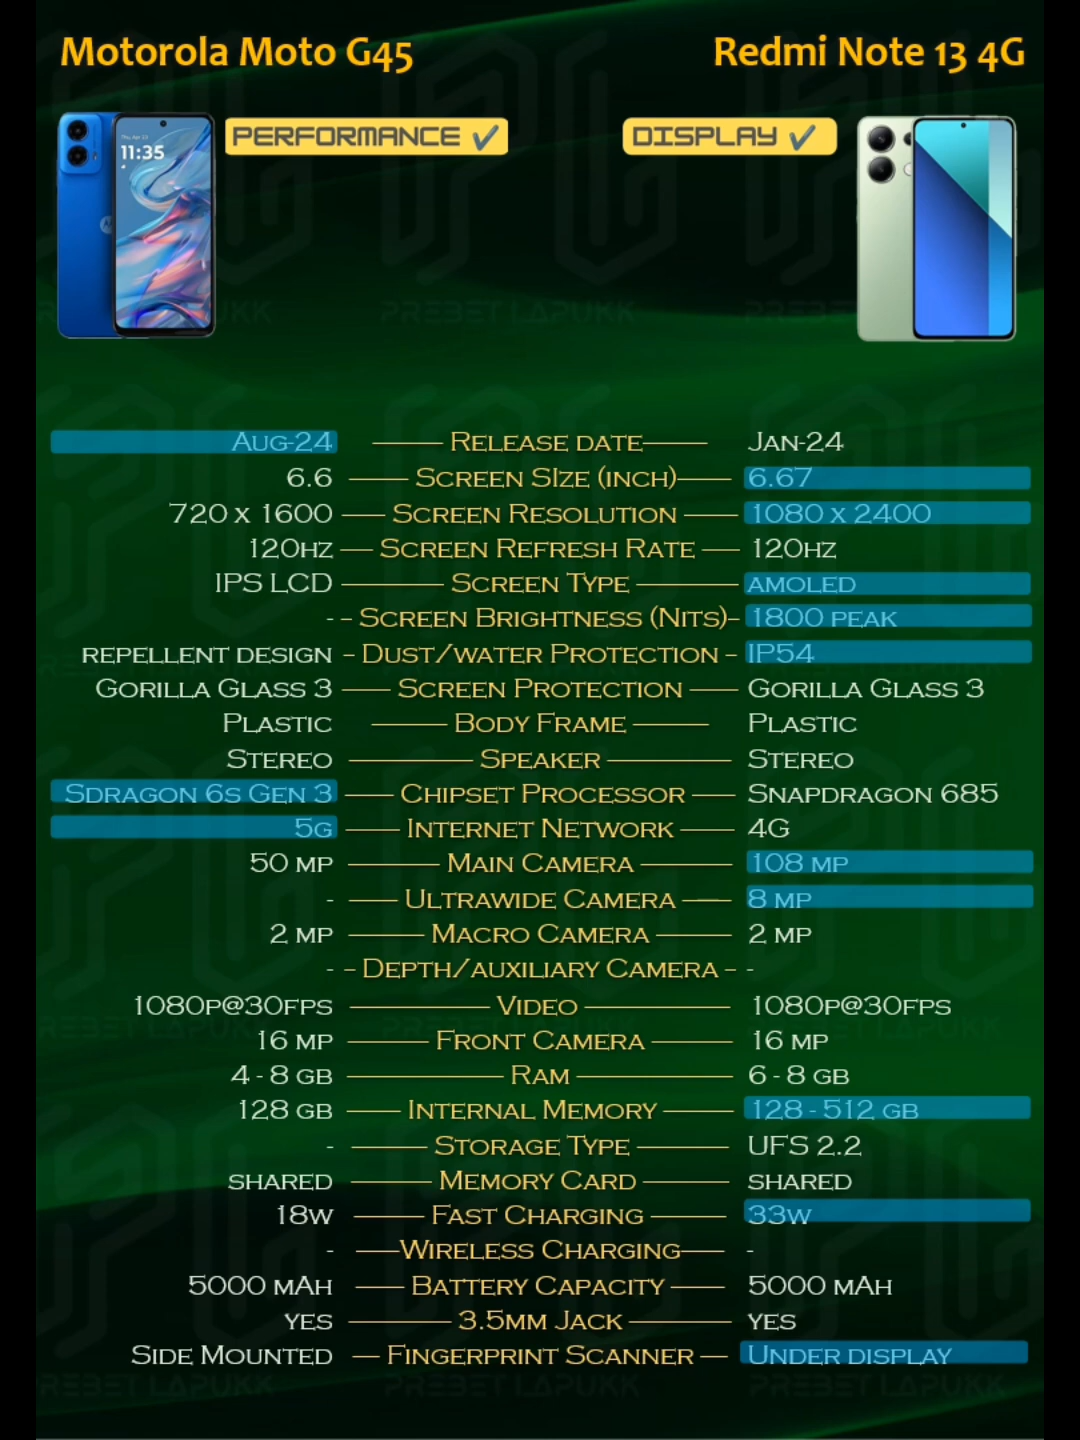 Motorola Moto G45 Redmi Note 13 4G
PERFORMANCE ✓ DISPLAY ✓
11:35
PREBET LAPUKK
Aug-24 Release date Jan-24
6.6 Screen SIze (inch) 6.67
720 x 1600 Screen Resolution 1080 x 2400
120hz Screen Refresh Rate 120hz
IPS LCD Screen Type AMOLED
- Screen Brightness (Nits) 1800 peak
repellent design Dust/water Protection IP54
Gorilla Glass 3 Screen Protection Gorilla Glass 3
Plastic Body Frame Plastic
Stereo Speaker Stereo
Sdragon 6s Gen 3 Chipset Processor Snapdragon 685
5g Internet Network 4G
50 mp Main Camera 108 mp
- Ultrawide Camera 8 mp
2 mp Macro Camera 2 mp
- Depth/auxiliary Camera -
1080p@30fps Video 1080p@30fps
16 mp Front Camera 16 mp
4 - 8 gb Ram 6 - 8 gb
128 gb Internal Memory 128 - 512 gb
- Storage Type UFS 2.2
shared Memory Card shared
18w Fast Charging 33w
- Wireless Charging -
5000 mAh Battery Capacity 5000 mAh
yes 3.5mm Jack yes
Side Mounted Fingerprint Scanner Under display
PREBET LAPUKK PREBET LAPUKK PREBET LAPUKK